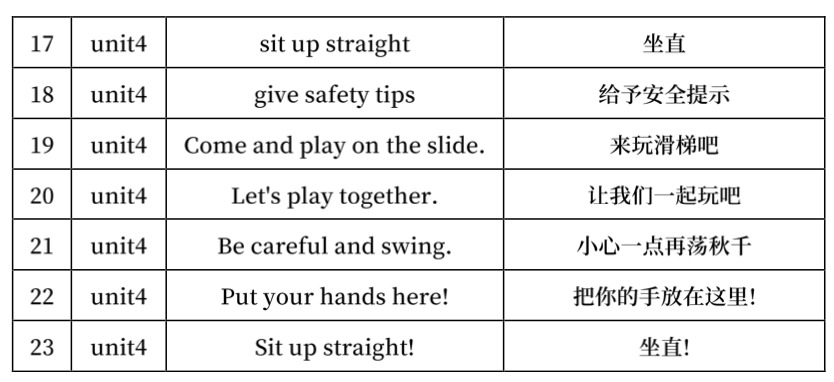 17 unit4 sit up straight 坐直
18 unit4 give safety tips 给予安全提示
19 unit4 Come and play on the slide. 来玩滑梯吧
20 unit4 Let's play together. 让我们一起玩吧
21 unit4 Be careful and swing. 小心一点再荡秋千
22 unit4 Put your hands here! 把你的手放在这里!
23 unit4 Sit up straight! 坐直!